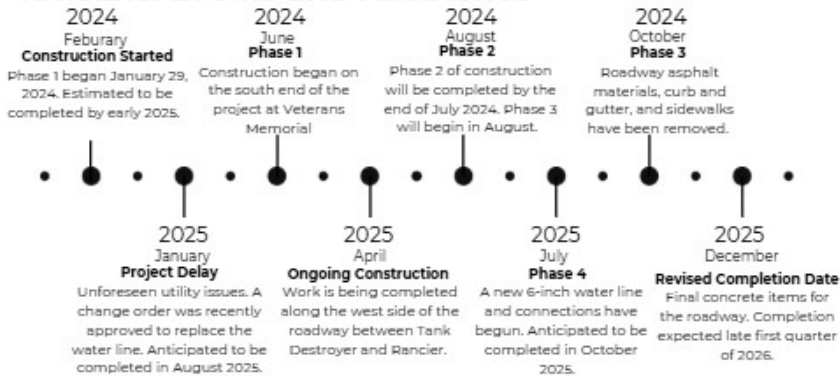 2024
Feburary
Construction Started
Phase 1 began January 29,
2024. Estimated to be
completed by early 2025.
2024
June
Phase 1
Construction began on
the south end of the
project at Veterans
Memorial
2024
August
Phase 2
Phase 2 of construction
will be completed by the
end of July 2024. Phase 3
will begin in August.
2024
October
Phase 3
Roadway asphalt
materials, curb and
gutter, and sidewalks
have been removed.
2025
January
Project Delay
Unforeseen utility issues. A
change order was recently
approved to replace the
water line. Anticipated to be
completed in August 2025.
2025
April
Ongoing Construction
Work is being completed
along the west side of the
roadway between Tank
Destroyer and Rancier.
2025
July
Phase 4
A new 6-inch water line
and connections have
begun. Anticipated to be
completed in October
2025.
2025
December
Revised Completion Date
Final concrete items for
the roadway. Completion
expected late first quarter
of 2026.